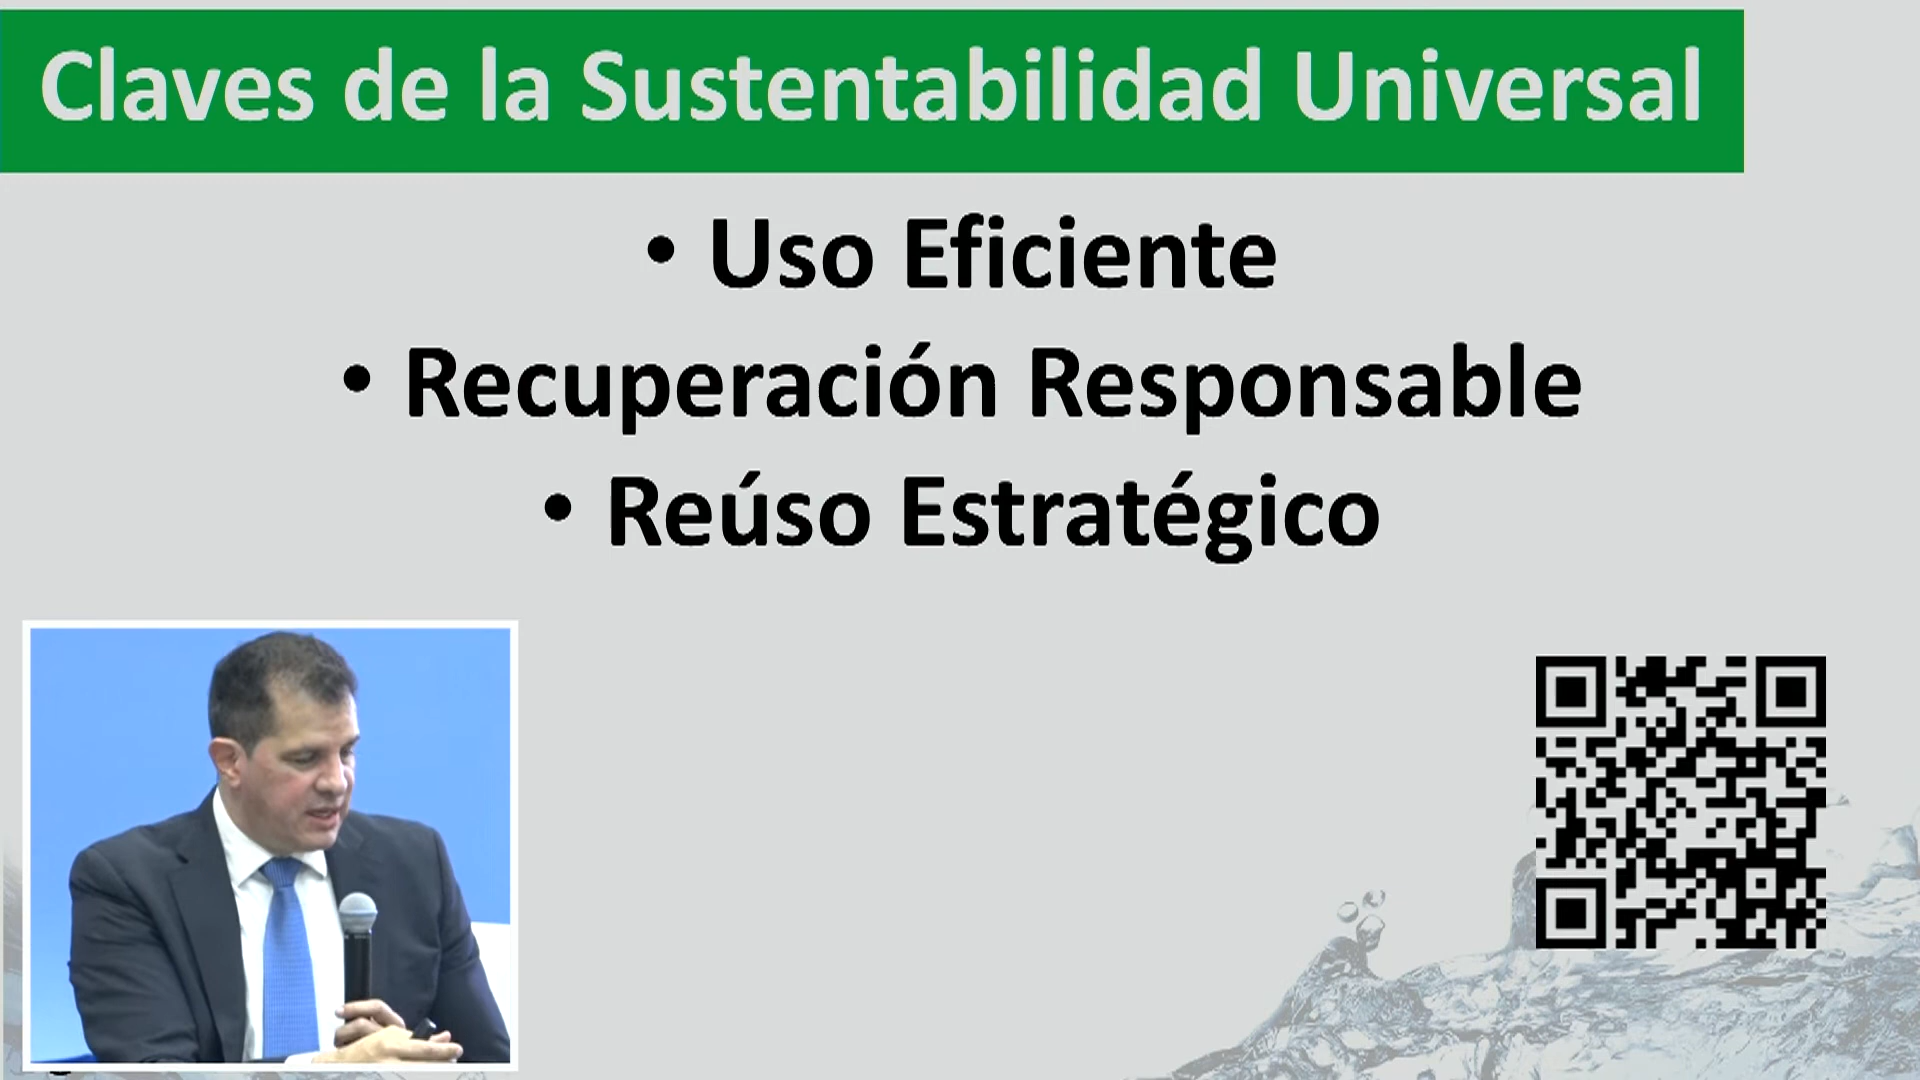 Claves de la Sustentabilidad Universal
• Uso Eficiente
• Recuperación Responsable
• Reúso Estratégico